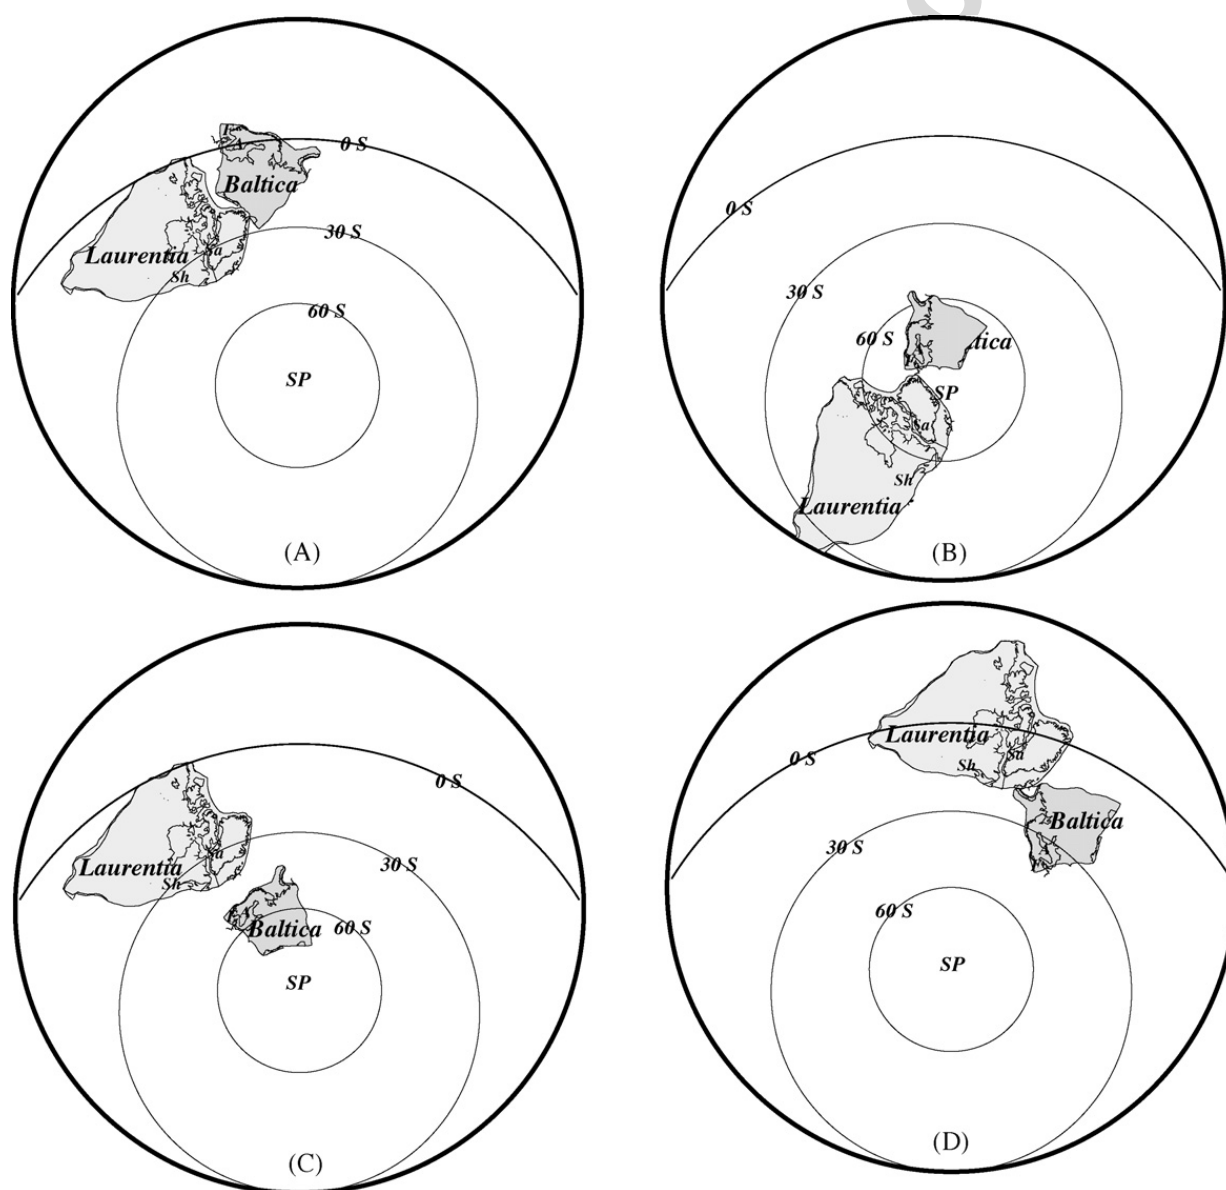 0 S
Baltica
30 S
Laurentia
Sa
Sh
60 S
SP
(A)
0 S
30 S
60 S
tica
SP
Sa
Sh
Laurentia
(B)
0 S
Laurentia
Sa
Sh
30 S
Baltica
60 S
SP
(C)
Laurentia
Sa
Sh
0 S
Baltica
30 S
60 S
SP
(D)